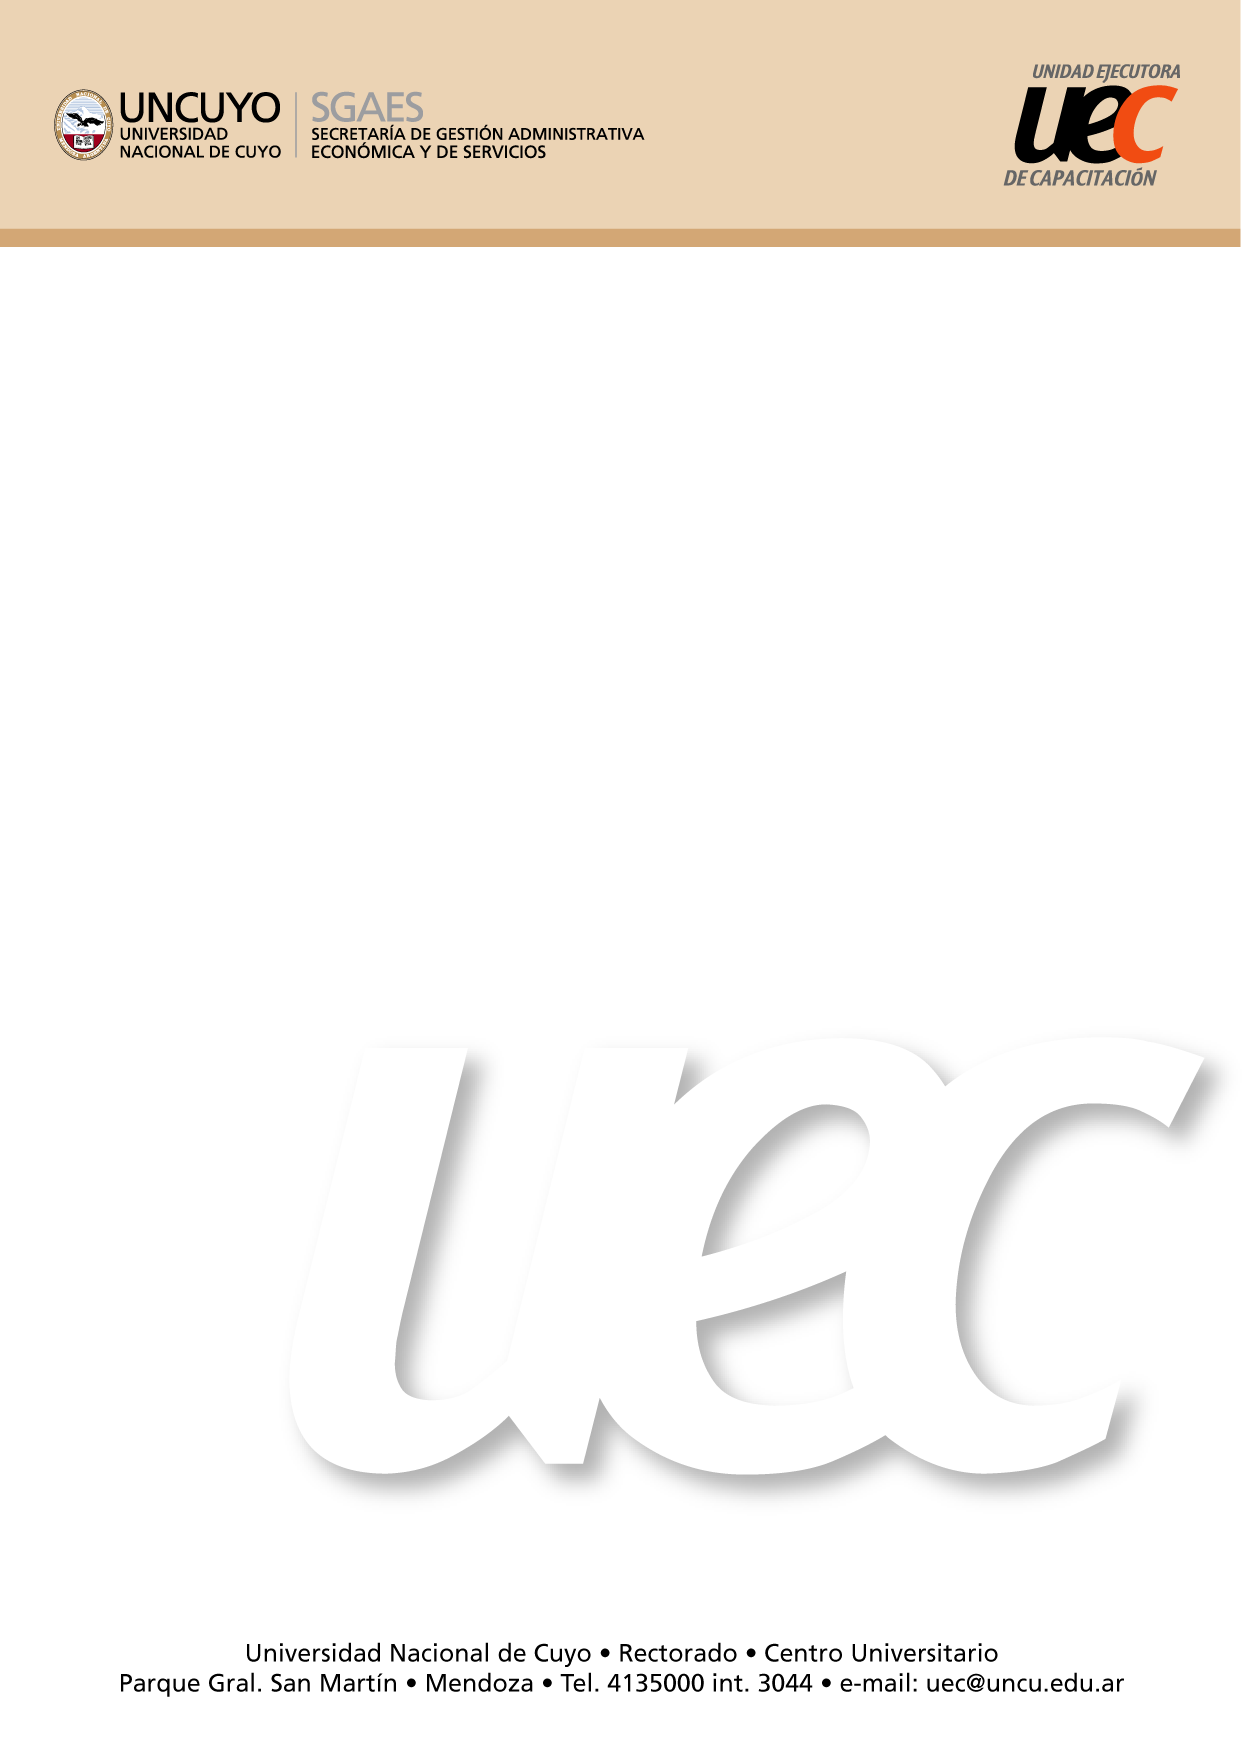 UNCUYO
UNIVERSIDAD
NACIONAL DE CUYO
SGAES
SECRETARÍA DE GESTIÓN ADMINISTRATIVA
ECONÓMICA Y DE SERVICIOS
UNIDAD EJECUTORA
uec
DE CAPACITACIÓN
uec
Universidad Nacional de Cuyo • Rectorado • Centro Universitario
Parque Gral. San Martín • Mendoza • Tel. 4135000 int. 3044 • e-mail: uec@uncu.edu.ar